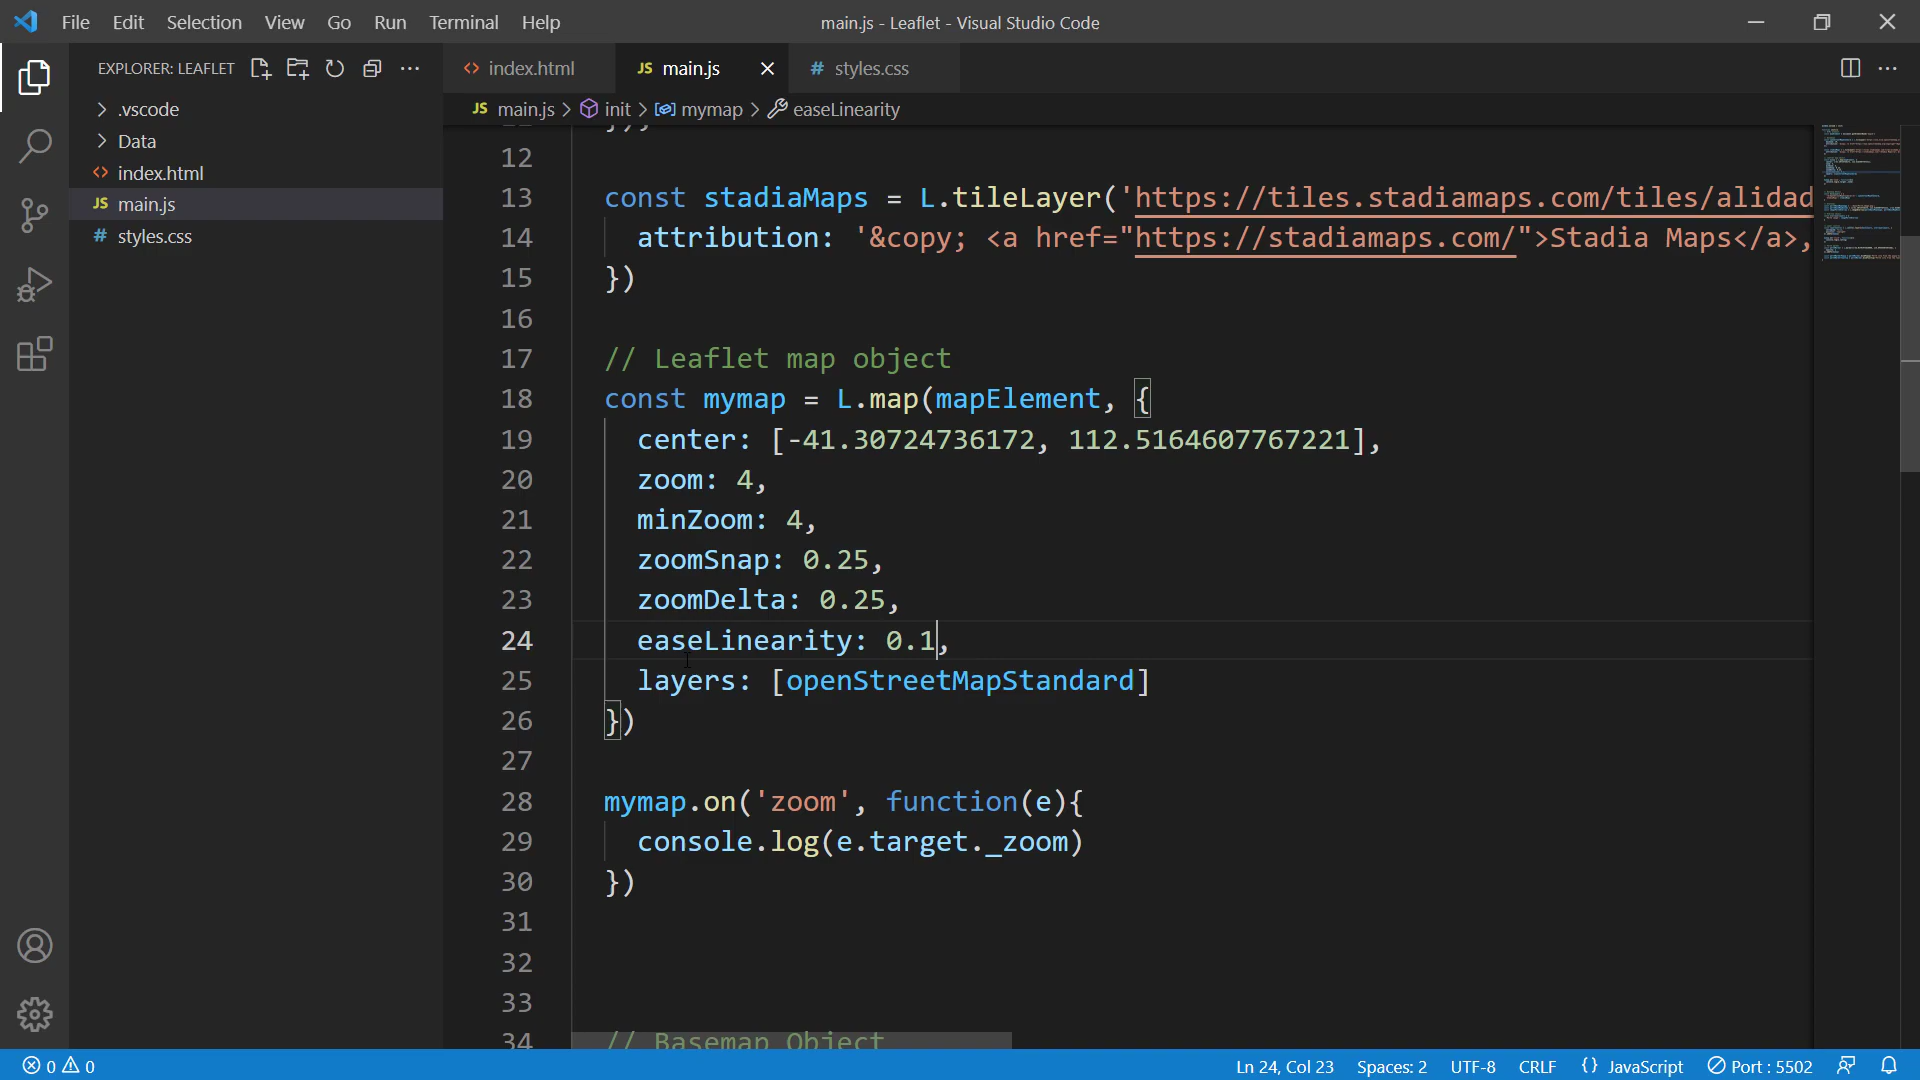 File Edit Selection View Go Run Terminal Help
main.js - Leaflet - Visual Studio Code
EXPLORER: LEAFLET
.vscode
Data
<> index.html
JS main.js
# styles.css
<> index.html JS main.js # styles.css
JS main.js > init > mymap > easeLinearity
12
13 const stadiaMaps = L.tileLayer('https://tiles.stadiamaps.com/tiles/alidad
14 attribution: '&copy; <a href="https://stadiamaps.com/">Stadia Maps</a>,
15 })
16
17 // Leaflet map object
18 const mymap = L.map(mapElement, {
19 center: [-41.30724736172, 112.5164607767221],
20 zoom: 4,
21 minZoom: 4,
22 zoomSnap: 0.25,
23 zoomDelta: 0.25,
24 easeLinearity: 0.1,
25 layers: [openStreetMapStandard]
26 })
27
28 mymap.on('zoom', function(e){
29 console.log(e.target._zoom)
30 })
31
32
33
34 // Basemap Object
0 0 Ln 24, Col 23 Spaces: 2 UTF-8 CRLF {} JavaScript Port : 5502